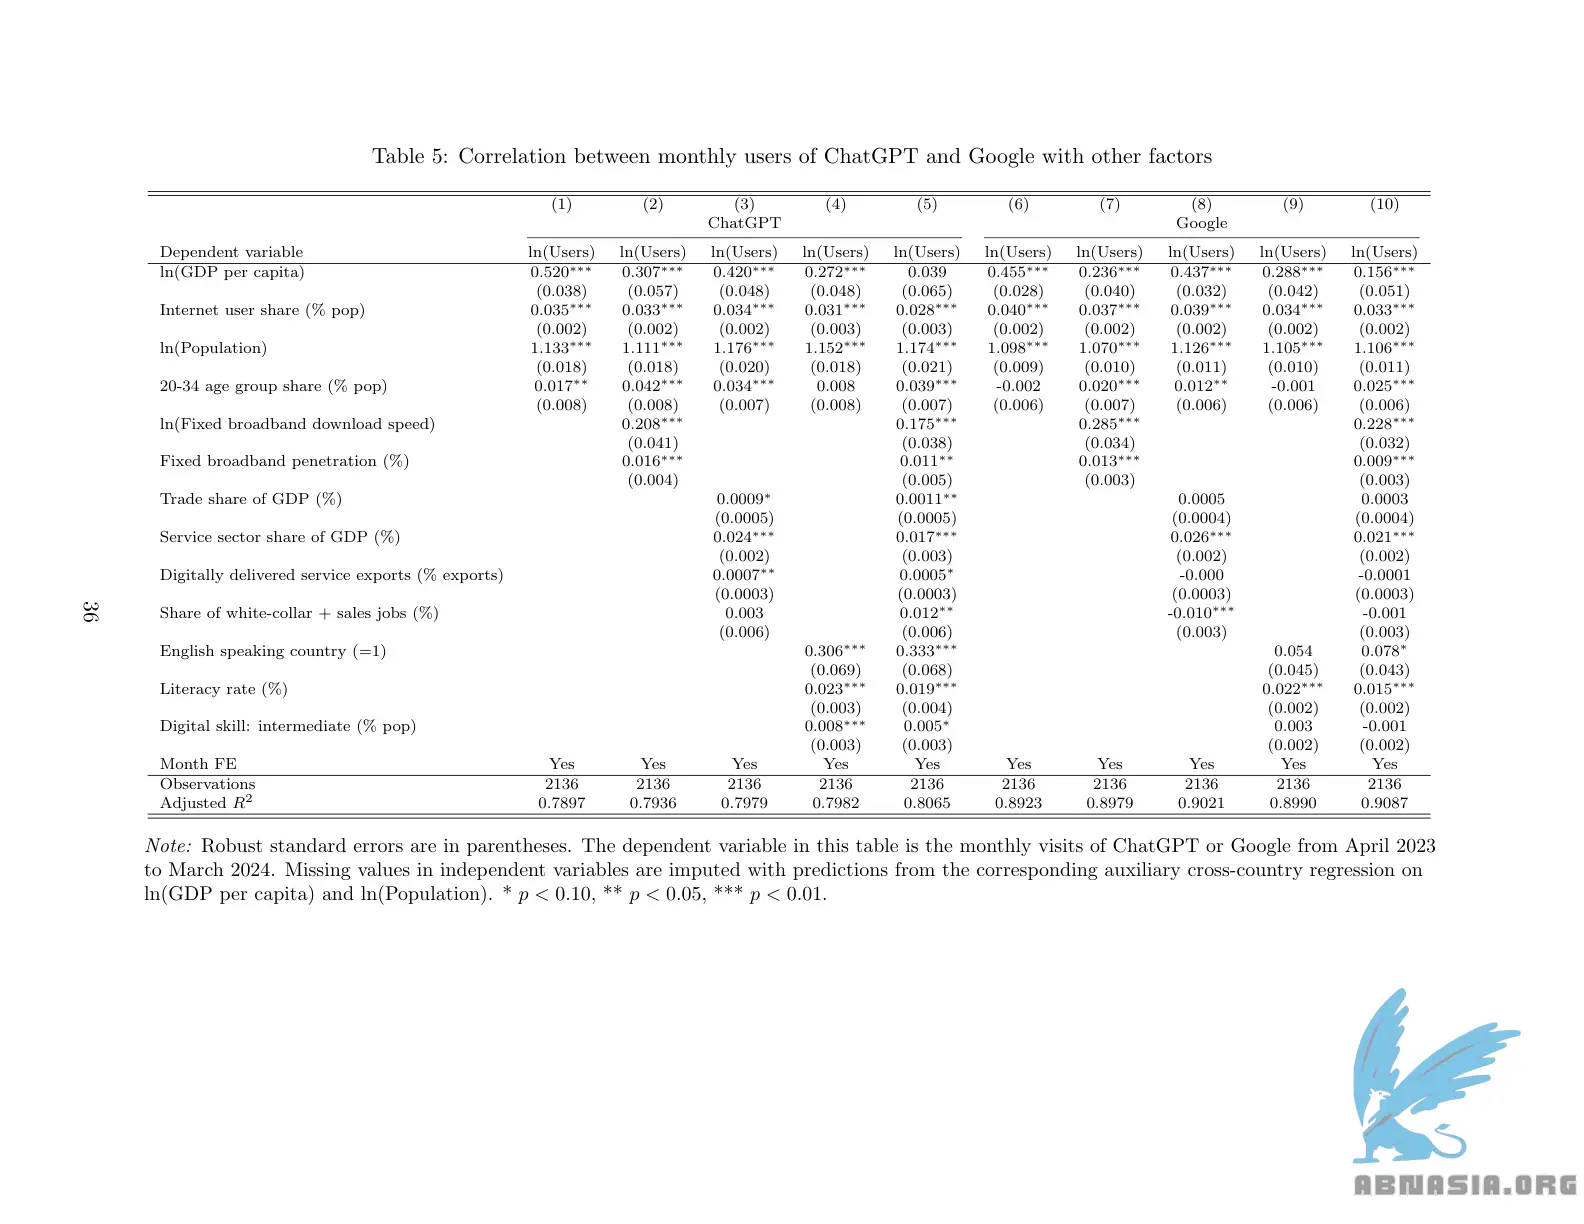 Table 5: Correlation between monthly users of ChatGPT and Google with other factors
(1) (2) (3) (4) (5) (6) (7) (8) (9) (10)
ChatGPT Google
Dependent variable ln(Users) ln(Users) ln(Users) ln(Users) ln(Users) ln(Users) ln(Users) ln(Users) ln(Users) ln(Users)
ln(GDP per capita) 0.520*** 0.307*** 0.420*** 0.272*** 0.039 0.455*** 0.236*** 0.437*** 0.288*** 0.156***
(0.038) (0.057) (0.048) (0.048) (0.065) (0.028) (0.040) (0.032) (0.042) (0.051)
Internet user share (% pop) 0.035*** 0.033*** 0.034*** 0.031*** 0.028*** 0.040*** 0.037*** 0.039*** 0.034*** 0.033***
(0.002) (0.002) (0.002) (0.003) (0.003) (0.002) (0.002) (0.002) (0.002) (0.002)
ln(Population) 1.133*** 1.111*** 1.176*** 1.152*** 1.174*** 1.098*** 1.070*** 1.126*** 1.105*** 1.106***
(0.018) (0.018) (0.020) (0.018) (0.021) (0.009) (0.010) (0.011) (0.010) (0.011)
20-34 age group share (% pop) 0.017** 0.042*** 0.034*** 0.008 0.039*** -0.002 0.020*** 0.012** -0.001 0.025***
(0.008) (0.008) (0.007) (0.008) (0.007) (0.006) (0.007) (0.006) (0.006) (0.006)
ln(Fixed broadband download speed) 0.208*** 0.175*** 0.285*** 0.228***
(0.041) (0.038) (0.034) (0.032)
Fixed broadband penetration (%) 0.016*** 0.011** 0.013*** 0.009***
(0.004) (0.005) (0.003) (0.003)
Trade share of GDP (%) 0.0009* 0.0011** 0.0005 0.0003
(0.0005) (0.0005) (0.0004) (0.0004)
Service sector share of GDP (%) 0.024*** 0.017*** 0.026*** 0.021***
(0.002) (0.003) (0.002) (0.002)
Digitally delivered service exports (% exports) 0.0007** 0.0005* -0.000 -0.0001
(0.0003) (0.0003) (0.0003) (0.0003)
Share of white-collar + sales jobs (%) 0.003 0.012** -0.010*** -0.001
(0.006) (0.006) (0.003) (0.003)
English speaking country (=1) 0.306*** 0.333*** 0.054 0.078*
(0.069) (0.068) (0.045) (0.043)
Literacy rate (%) 0.023*** 0.019*** 0.022*** 0.015***
(0.003) (0.004) (0.002) (0.002)
Digital skill: intermediate (% pop) 0.008*** 0.005* 0.003 -0.001
(0.003) (0.003) (0.002) (0.002)
Month FE Yes Yes Yes Yes Yes Yes Yes Yes Yes Yes
Observations 2136 2136 2136 2136 2136 2136 2136 2136 2136 2136
Adjusted R² 0.7897 0.7936 0.7979 0.7982 0.8065 0.8923 0.8979 0.9021 0.8990 0.9087
Note: Robust standard errors are in parentheses. The dependent variable in this table is the monthly visits of ChatGPT or Google from April 2023
to March 2024. Missing values in independent variables are imputed with predictions from the corresponding auxiliary cross-country regression on
ln(GDP per capita) and ln(Population). * p < 0.10, ** p < 0.05, *** p < 0.01.
36
ABNASIA.ORG